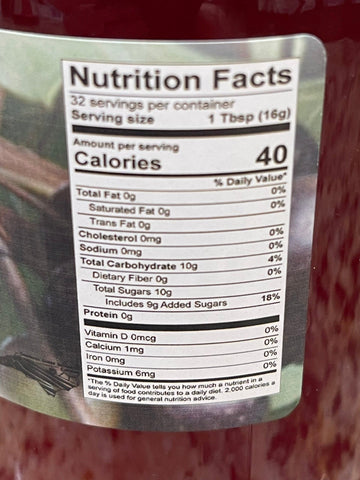 Nutrition Facts
32 servings per container
Serving size 1 Tbsp (16g)
Amount per serving
Calories 40
% Daily Value*
Total Fat 0g 0%
Saturated Fat 0g 0%
Trans Fat 0g
Cholesterol 0mg 0%
Sodium 0mg 0%
Total Carbohydrate 10g 4%
Dietary Fiber 0g 0%
Total Sugars 10g
Includes 9g Added Sugars 18%
Protein 0g
Vitamin D 0mcg 0%
Calcium 1mg 0%
Iron 0mg 0%
Potassium 6mg 0%
*The % Daily Value tells you how much a nutrient in a
serving of food contributes to a daily diet. 2,000 calories a
day is used for general nutrition advice.